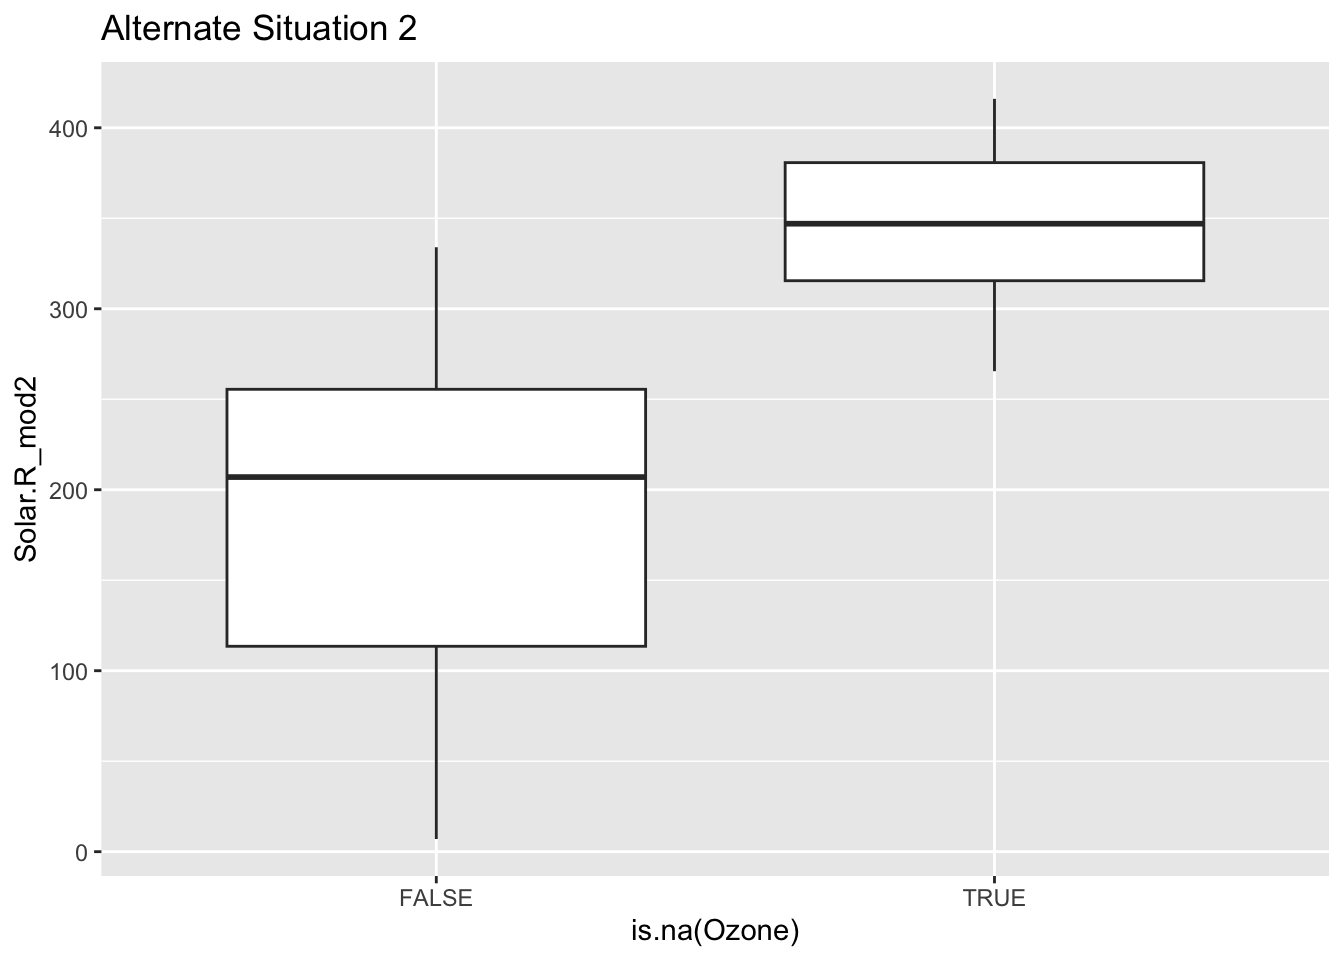 Alternate Situation 2
Solar.R_mod2
400
300
200
100
0
FALSE TRUE
is.na(Ozone)